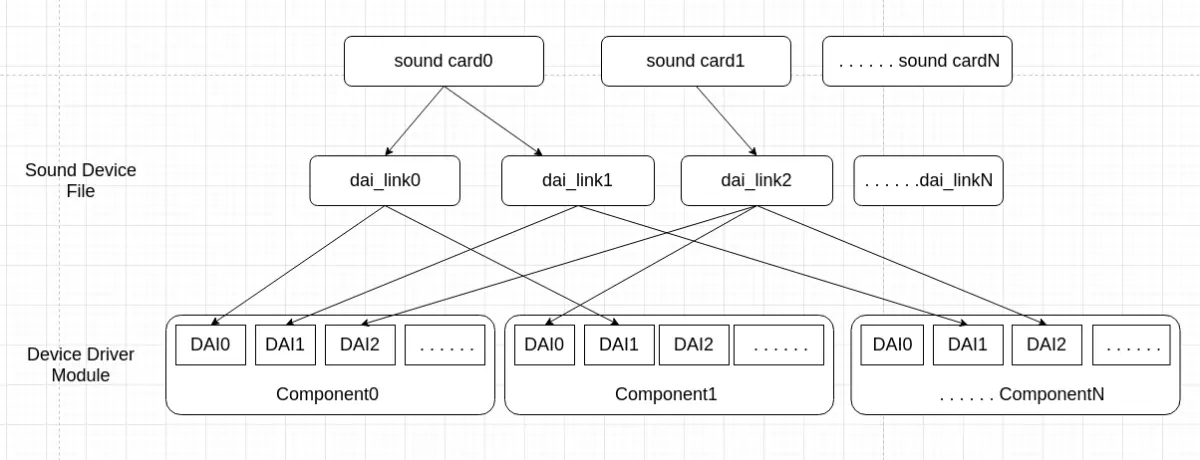 sound card0
sound card1
. . . . . . sound cardN
Sound Device
File
dai_link0
dai_link1
dai_link2
. . . . . .dai_linkN
Device Driver
Module
DAI0
DAI1
DAI2
. . . . . .
Component0
DAI0
DAI1
DAI2
. . . . . .
Component1
DAI0
DAI1
DAI2
. . . . . .
. . . . . . ComponentN